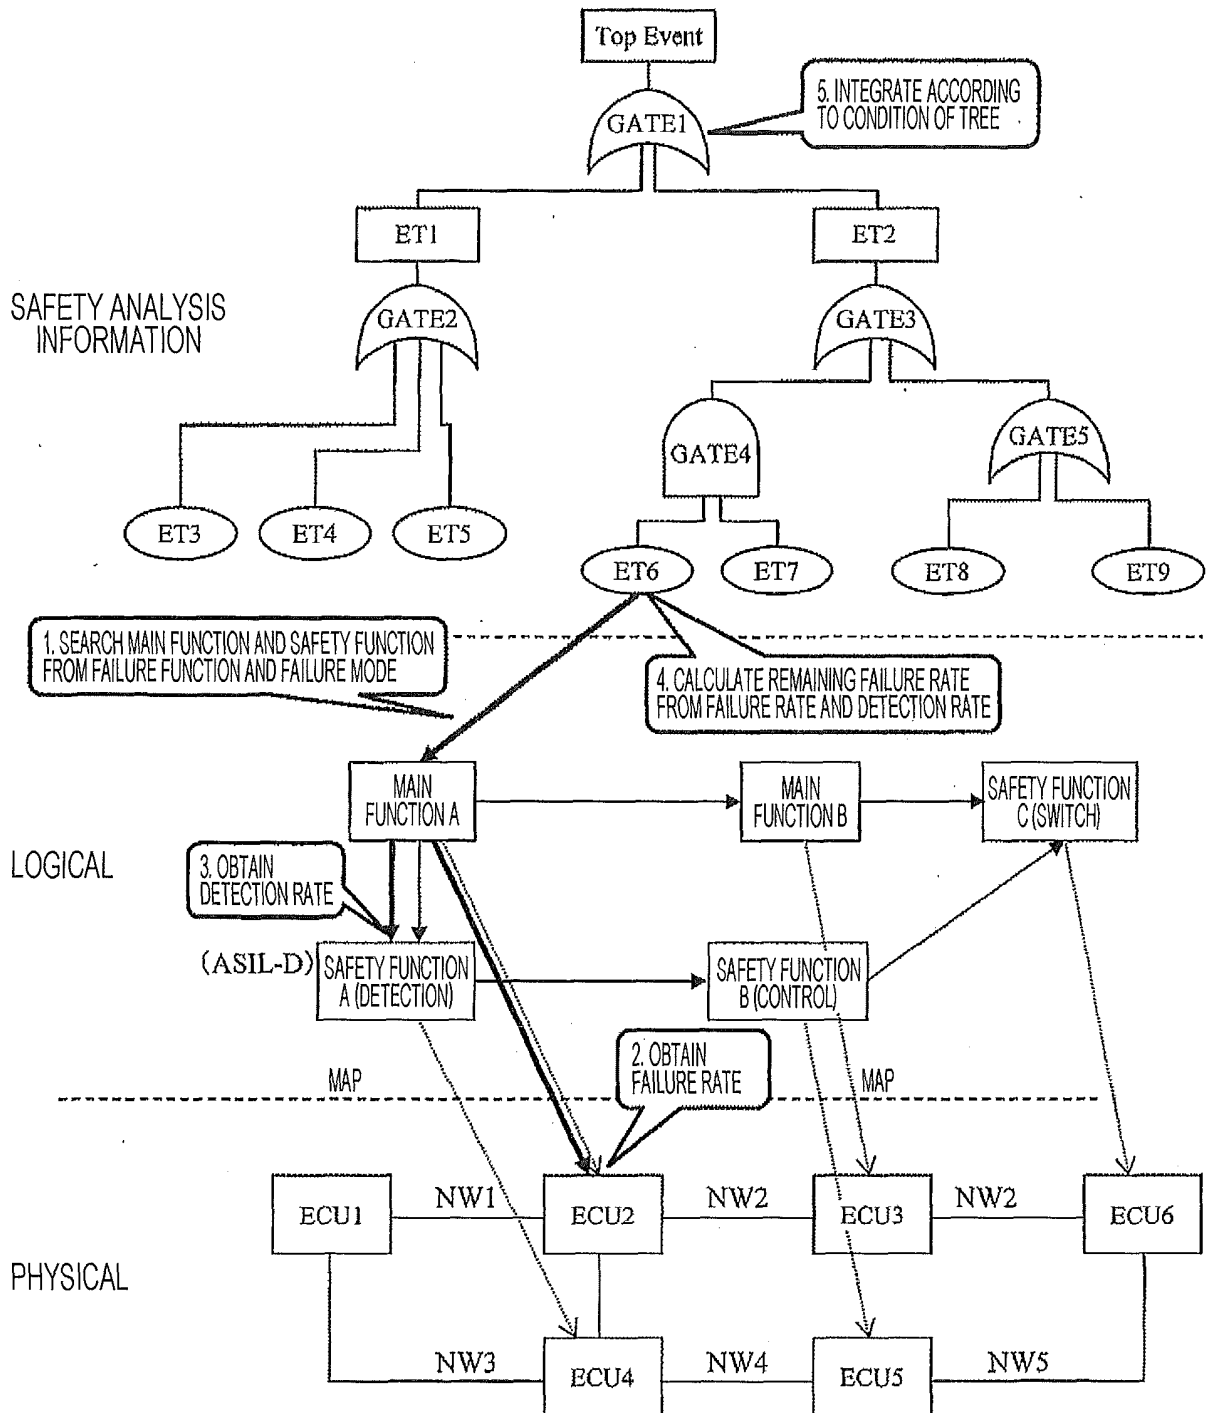 Top Event
5. INTEGRATE ACCORDING
TO CONDITION OF TREE
GATE1
ET1
ET2
SAFETY ANALYSIS
INFORMATION
GATE2
GATE3
GATE4
GATE5
ET3
ET4
ET5
ET6
ET7
ET8
ET9
1. SEARCH MAIN FUNCTION AND SAFETY FUNCTION
FROM FAILURE FUNCTION AND FAILURE MODE
4. CALCULATE REMAINING FAILURE RATE
FROM FAILURE RATE AND DETECTION RATE
MAIN
FUNCTION A
MAIN
FUNCTION B
SAFETY FUNCTION
C (SWITCH)
LOGICAL
3. OBTAIN
DETECTION RATE
(ASIL-D)
SAFETY FUNCTION
A (DETECTION)
SAFETY FUNCTION
B (CONTROL)
2. OBTAIN
FAILURE RATE
MAP
MAP
ECU1
NW1
ECU2
NW2
ECU3
NW2
ECU6
PHYSICAL
NW3
ECU4
NW4
ECU5
NW5